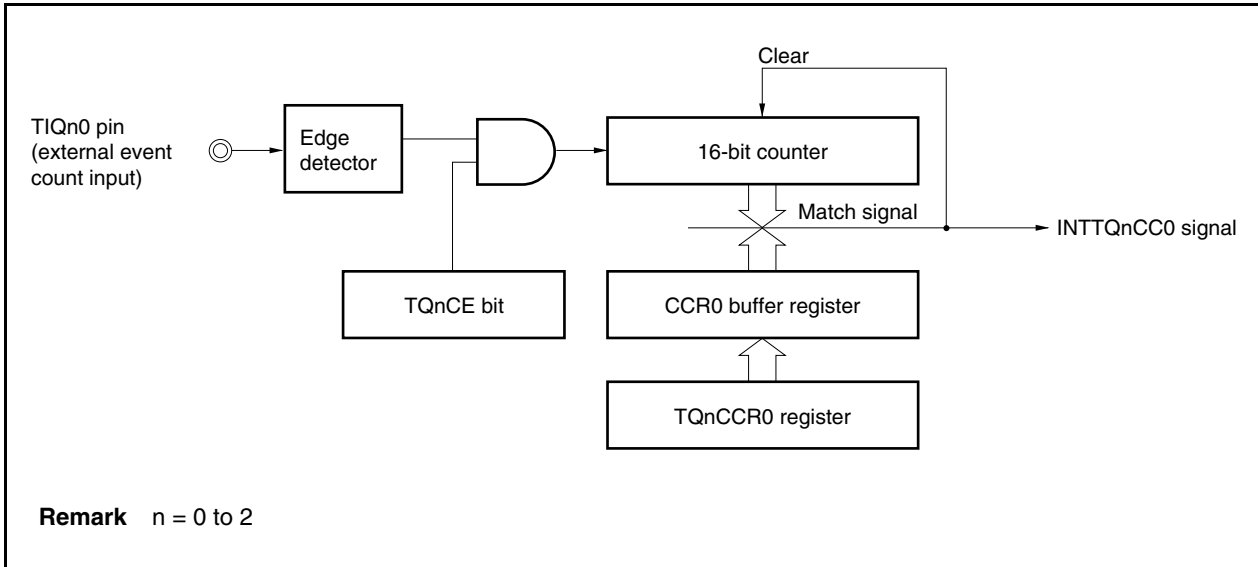 Clear
TIQn0 pin
(external event
count input)
Edge
detector
16-bit counter
Match signal
INTTQnCC0 signal
TQnCE bit
CCR0 buffer register
TQnCCR0 register
Remark n = 0 to 2